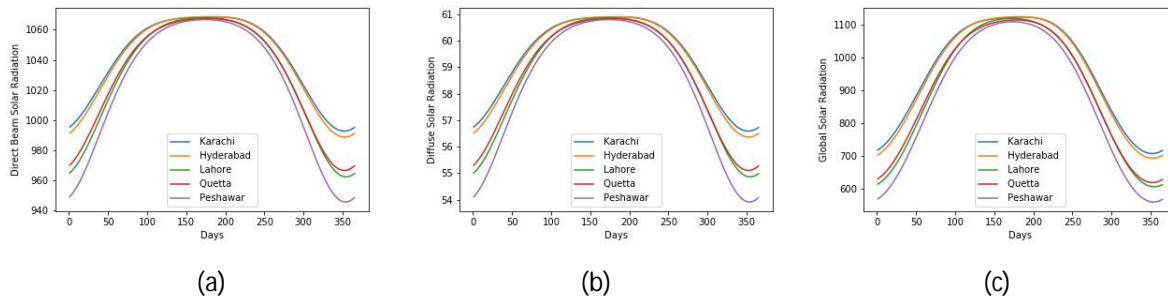 Direct Beam Solar Radiation
1060
1040
1020
1000
980
960
940
Karachi
Hyderabad
Lahore
Quetta
Peshawar
0 50 100 150 200 250 300 350
Days
(a)
Diffuse Solar Radiation
61
60
59
58
57
56
55
54
Karachi
Hyderabad
Lahore
Quetta
Peshawar
0 50 100 150 200 250 300 350
Days
(b)
Global Solar Radiation
1100
1000
900
800
700
600
Karachi
Hyderabad
Lahore
Quetta
Peshawar
0 50 100 150 200 250 300 350
Days
(c)